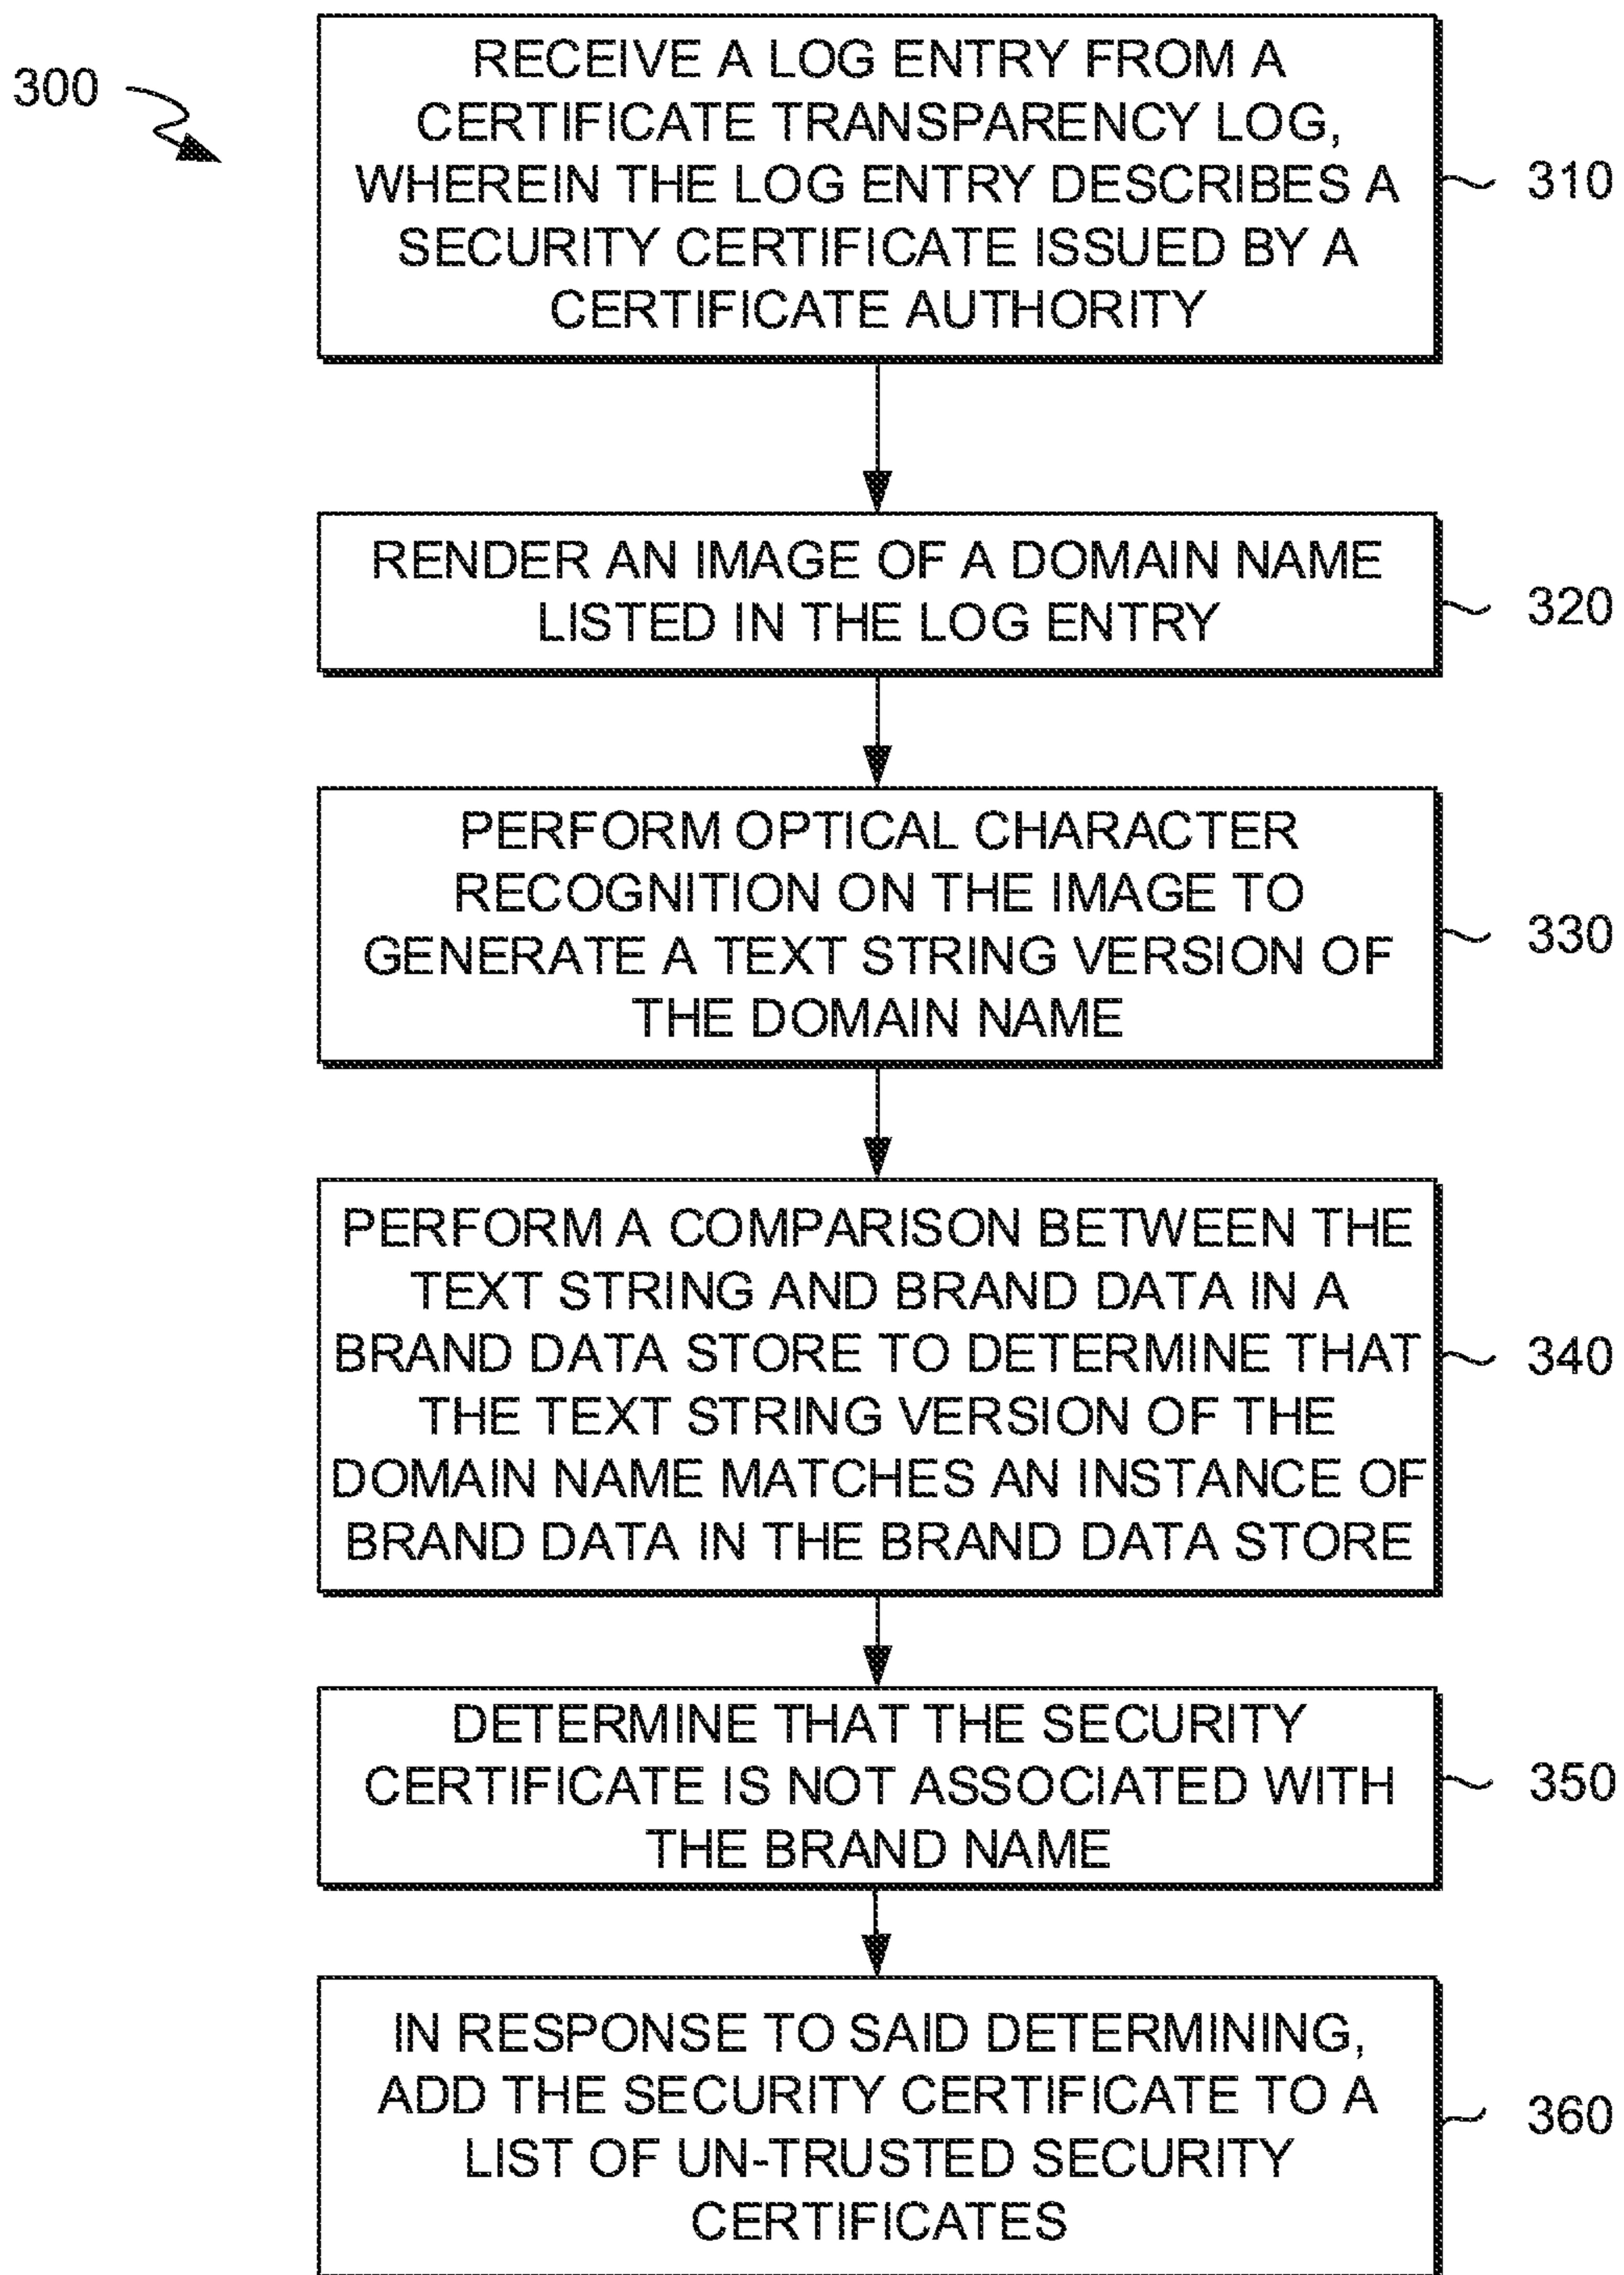 300
RECEIVE A LOG ENTRY FROM A
CERTIFICATE TRANSPARENCY LOG,
WHEREIN THE LOG ENTRY DESCRIBES A
SECURITY CERTIFICATE ISSUED BY A
CERTIFICATE AUTHORITY
310
RENDER AN IMAGE OF A DOMAIN NAME
LISTED IN THE LOG ENTRY
320
PERFORM OPTICAL CHARACTER
RECOGNITION ON THE IMAGE TO
GENERATE A TEXT STRING VERSION OF
THE DOMAIN NAME
330
PERFORM A COMPARISON BETWEEN THE
TEXT STRING AND BRAND DATA IN A
BRAND DATA STORE TO DETERMINE THAT
THE TEXT STRING VERSION OF THE
DOMAIN NAME MATCHES AN INSTANCE OF
BRAND DATA IN THE BRAND DATA STORE
340
DETERMINE THAT THE SECURITY
CERTIFICATE IS NOT ASSOCIATED WITH
THE BRAND NAME
350
IN RESPONSE TO SAID DETERMINING,
ADD THE SECURITY CERTIFICATE TO A
LIST OF UN-TRUSTED SECURITY
CERTIFICATES
360